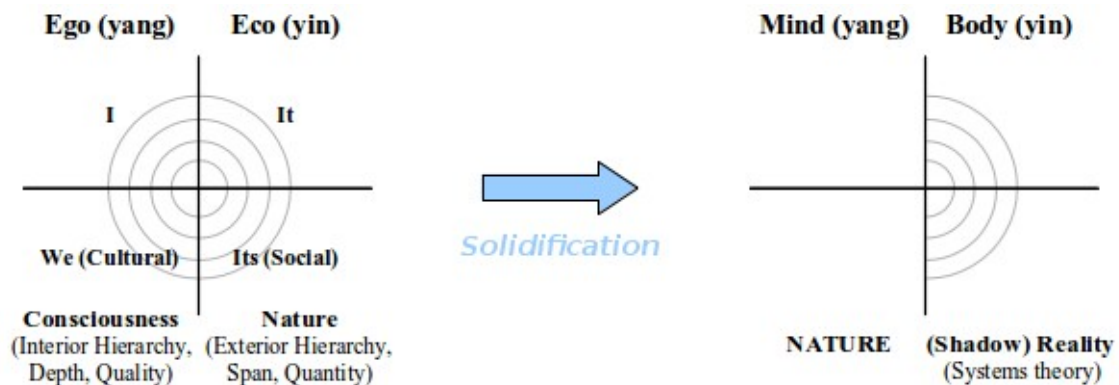 Ego (yang) Eco (yin)
I It
We (Cultural) Its (Social)
Consciousness Nature
(Interior Hierarchy, (Exterior Hierarchy,
Depth, Quality) Span, Quantity)
Solidification
Mind (yang) Body (yin)
NATURE (Shadow) Reality
(Systems theory)